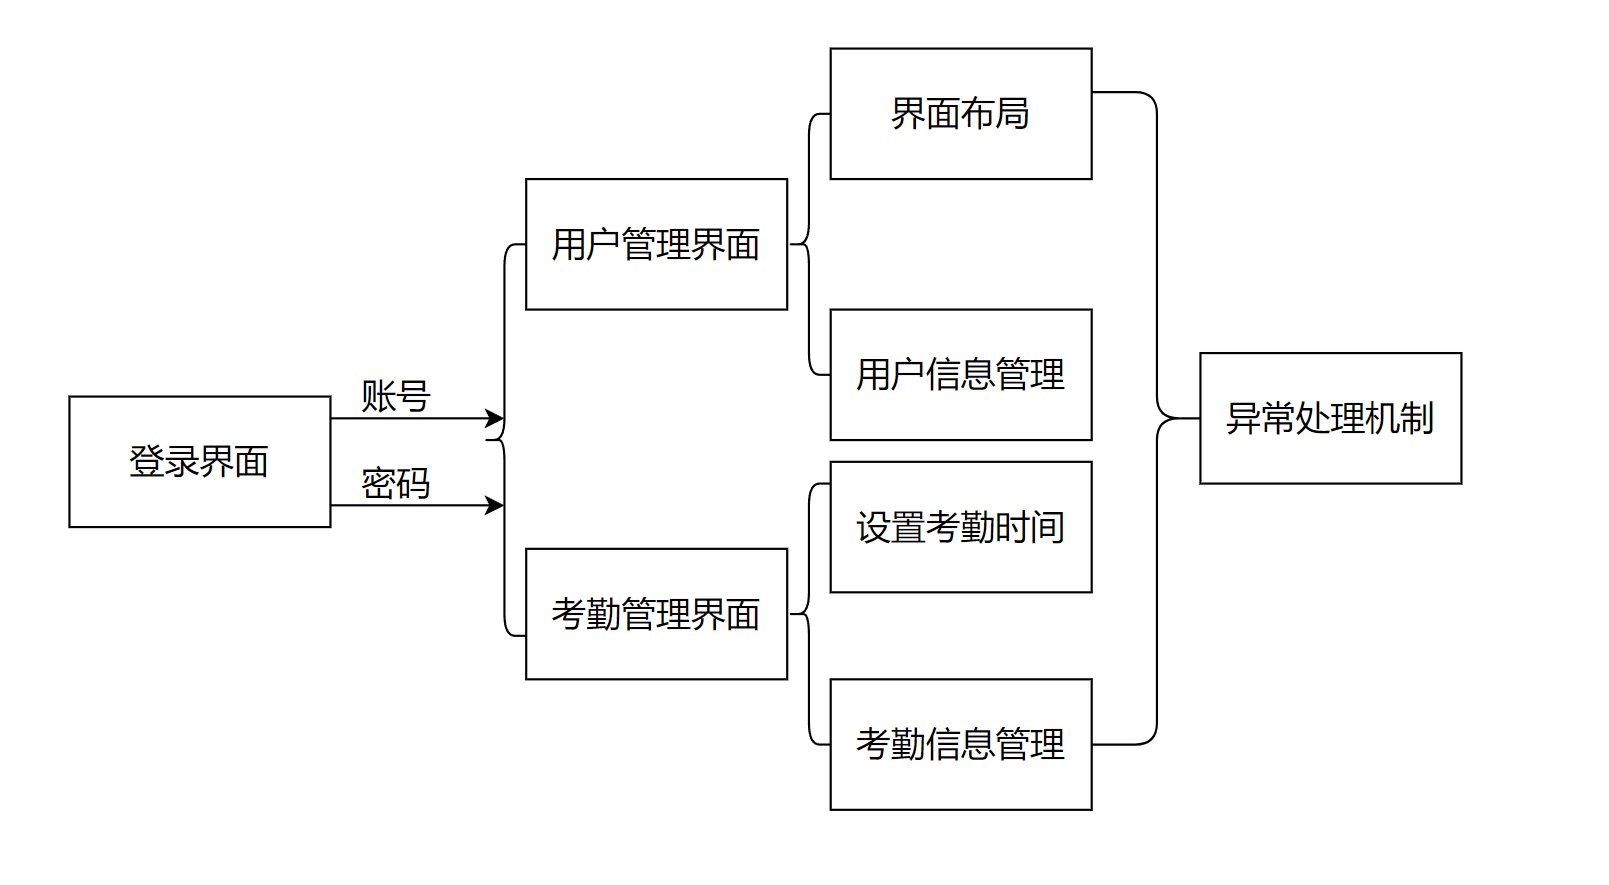 登录界面
账号
密码
用户管理界面
考勤管理界面
界面布局
用户信息管理
设置考勤时间
考勤信息管理
异常处理机制